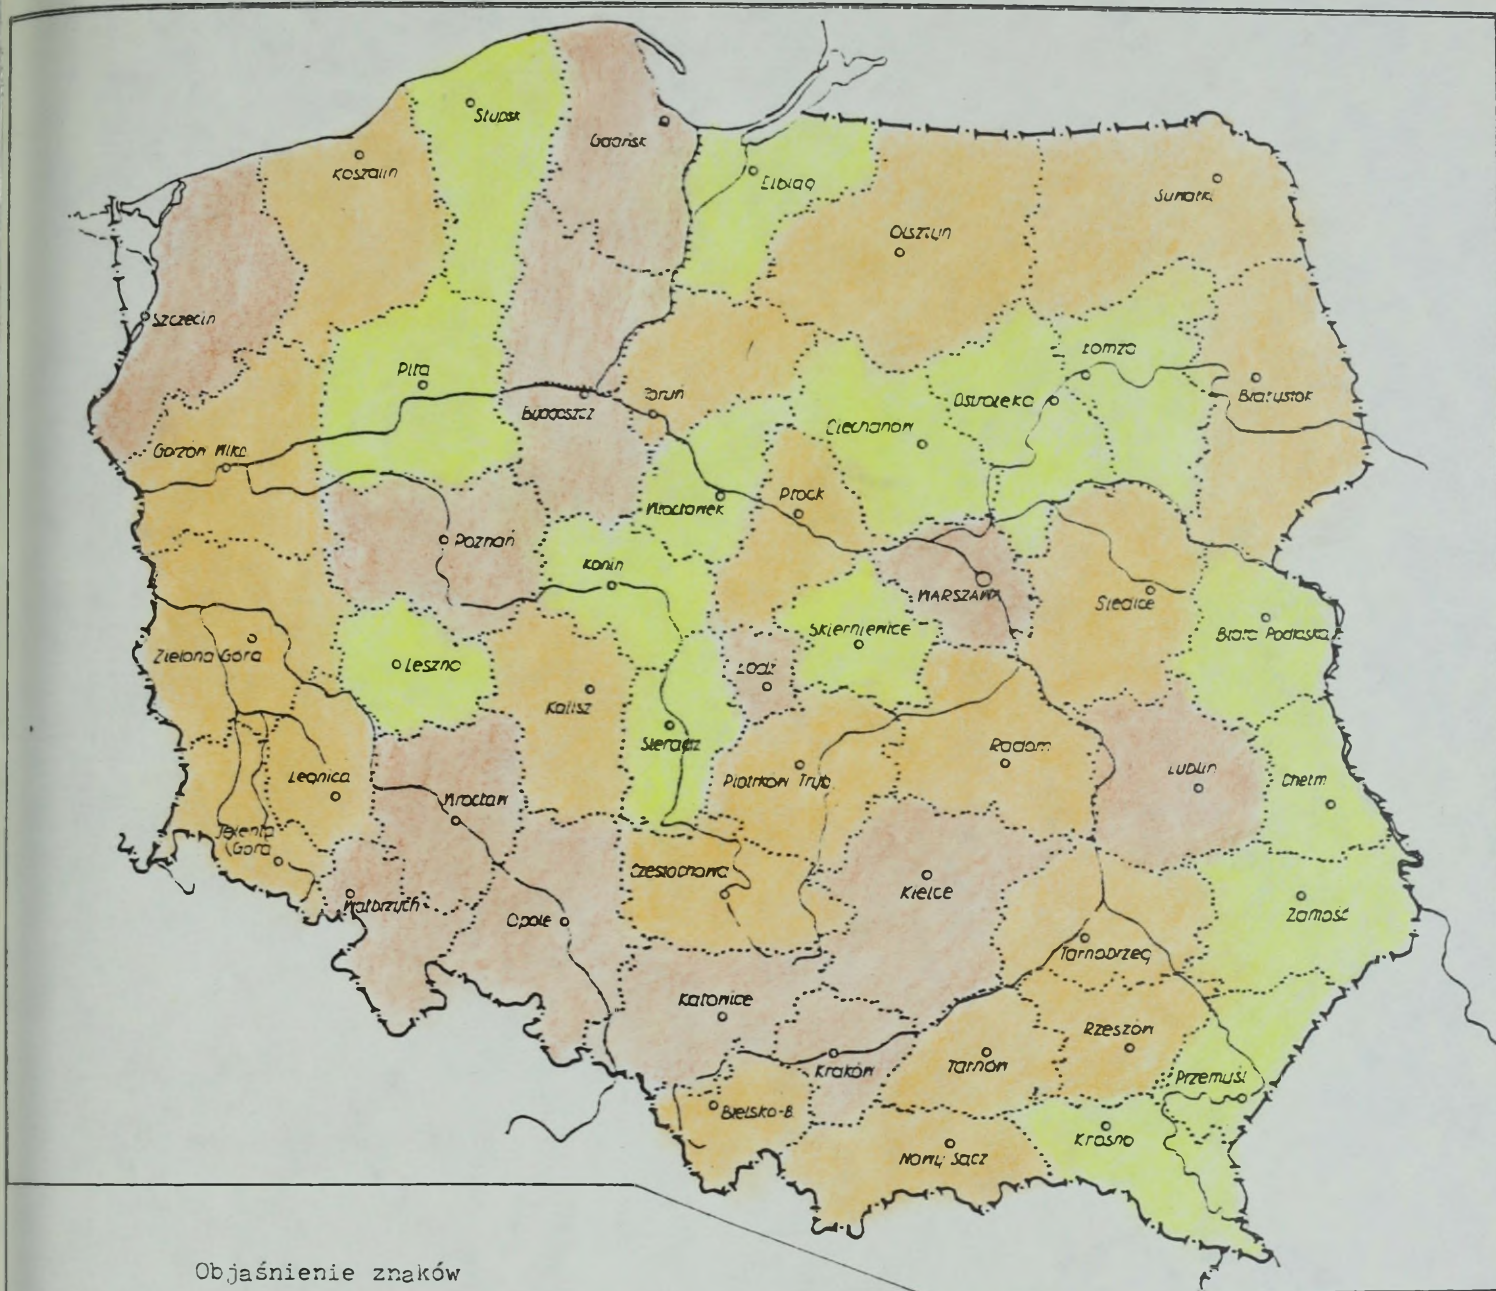 Słupsk
Gdańsk
Koszalin
Elbląg
Suwałki
Olsztyn
Szczecin
Łomża
Piła
Toruń
Ostrołęka
Białystok
Bydgoszcz
Ciechanów
Gorzów Wlkp
Włocławek
Płock
Poznań
Konin
WARSZAWA
Siedlce
Skierniewice
Biała Podlaska
Zielona Góra
Leszno
Łódź
Kalisz
Sieradz
Radom
Legnica
Piotrków Tryb
Lublin
Chełm
Wrocław
Jelenia
Góra
Częstochowa
Kielce
Wałbrzych
Opole
Zamość
Tarnobrzeg
Katowice
Rzeszów
Kraków
Tarnów
Przemyśl
Bielsko-B.
Krosno
Nowy Sącz
Objaśnienie znaków